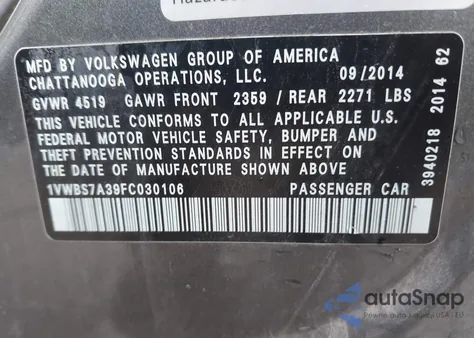 MFD BY VOLKSWAGEN GROUP OF AMERICA
CHATTANOOGA OPERATIONS, LLC. 09/2014
GVWR 4519 GAWR FRONT 2359 / REAR 2271 LBS
THIS VEHICLE CONFORMS TO ALL APPLICABLE U.S.
FEDERAL MOTOR VEHICLE SAFETY, BUMPER AND
THEFT PREVENTION STANDARDS IN EFFECT ON
THE DATE OF MANUFACTURE SHOWN ABOVE.
1VWBS7A39FC030106 PASSENGER CAR
3940218 2014 62
autoSnap